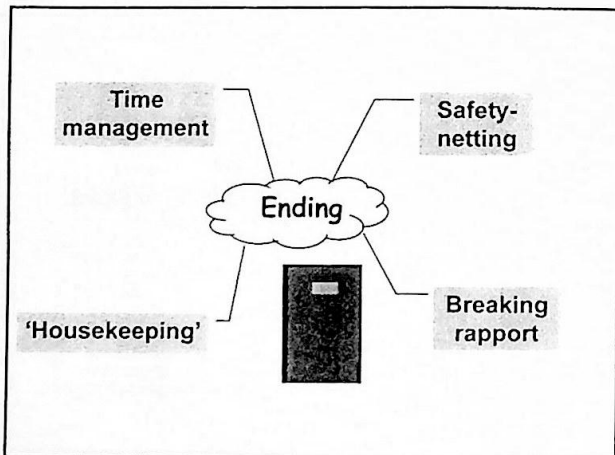 Time
management
Safety-
netting
Ending
'Housekeeping'
Breaking
rapport